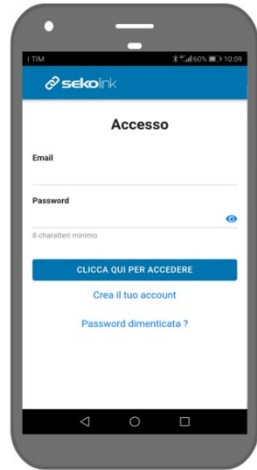 I TIM 60% 10:09
sekolink
Accesso
Email
Password
8 charatteri minimo
CLICCA QUI PER ACCEDERE
Crea il tuo account
Password dimenticata ?